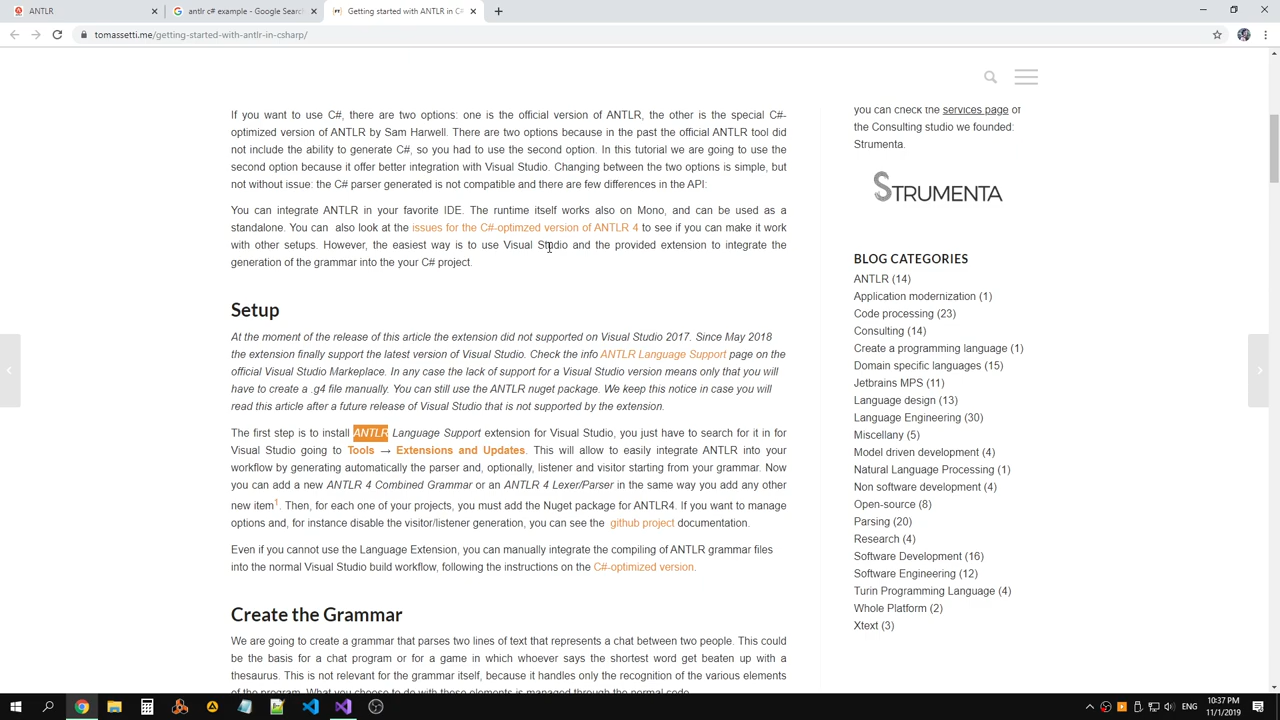 ANTLR
antlr c# example - Google Searc
Getting started with ANTLR in C
tomassetti.me/getting-started-with-antlr-in-csharp/
If you want to use C#, there are two options: one is the official version of ANTLR, the other is the special C#-
optimized version of ANTLR by Sam Harwell. There are two options because in the past the official ANTLR tool did
not include the ability to generate C#, so you had to use the second option. In this tutorial we are going to use the
second option because it offer better integration with Visual Studio. Changing between the two options is simple, but
not without issue: the C# parser generated is not compatible and there are few differences in the API:
You can integrate ANTLR in your favorite IDE. The runtime itself works also on Mono, and can be used as a
standalone. You can also look at the issues for the C#-optimzed version of ANTLR 4 to see if you can make it work
with other setups. However, the easiest way is to use Visual Studio and the provided extension to integrate the
generation of the grammar into the your C# project.
Setup
At the moment of the release of this article the extension did not supported on Visual Studio 2017. Since May 2018
the extension finally support the latest version of Visual Studio. Check the info ANTLR Language Support page on the
official Visual Studio Markeplace. In any case the lack of support for a Visual Studio version means only that you will
have to create a .g4 file manually. You can still use the ANTLR nuget package. We keep this notice in case you will
read this article after a future release of Visual Studio that is not supported by the extension.
The first step is to install ANTLR Language Support extension for Visual Studio, you just have to search for it in for
Visual Studio going to Tools → Extensions and Updates. This will allow to easily integrate ANTLR into your
workflow by generating automatically the parser and, optionally, listener and visitor starting from your grammar. Now
you can add a new ANTLR 4 Combined Grammar or an ANTLR 4 Lexer/Parser in the same way you add any other
new item1. Then, for each one of your projects, you must add the Nuget package for ANTLR4. If you want to manage
options and, for instance disable the visitor/listener generation, you can see the github project documentation.
Even if you cannot use the Language Extension, you can manually integrate the compiling of ANTLR grammar files
into the normal Visual Studio build workflow, following the instructions on the C#-optimized version.
Create the Grammar
We are going to create a grammar that parses two lines of text that represents a chat between two people. This could
be the basis for a chat program or for a game in which whoever says the shortest word get beaten up with a
thesaurus. This is not relevant for the grammar itself, because it handles only the recognition of the various elements
of the program. What you choose to do with these elements is managed through the normal code.
you can check the services page of
the Consulting studio we founded:
Strumenta.
STRUMENTA
BLOG CATEGORIES
ANTLR (14)
Application modernization (1)
Code processing (23)
Consulting (14)
Create a programming language (1)
Domain specific languages (15)
Jetbrains MPS (11)
Language design (13)
Language Engineering (30)
Miscellany (5)
Model driven development (4)
Natural Language Processing (1)
Non software development (4)
Open-source (8)
Parsing (20)
Research (4)
Software Development (16)
Software Engineering (12)
Turin Programming Language (4)
Whole Platform (2)
Xtext (3)
ENG
10:37 PM
11/1/2019